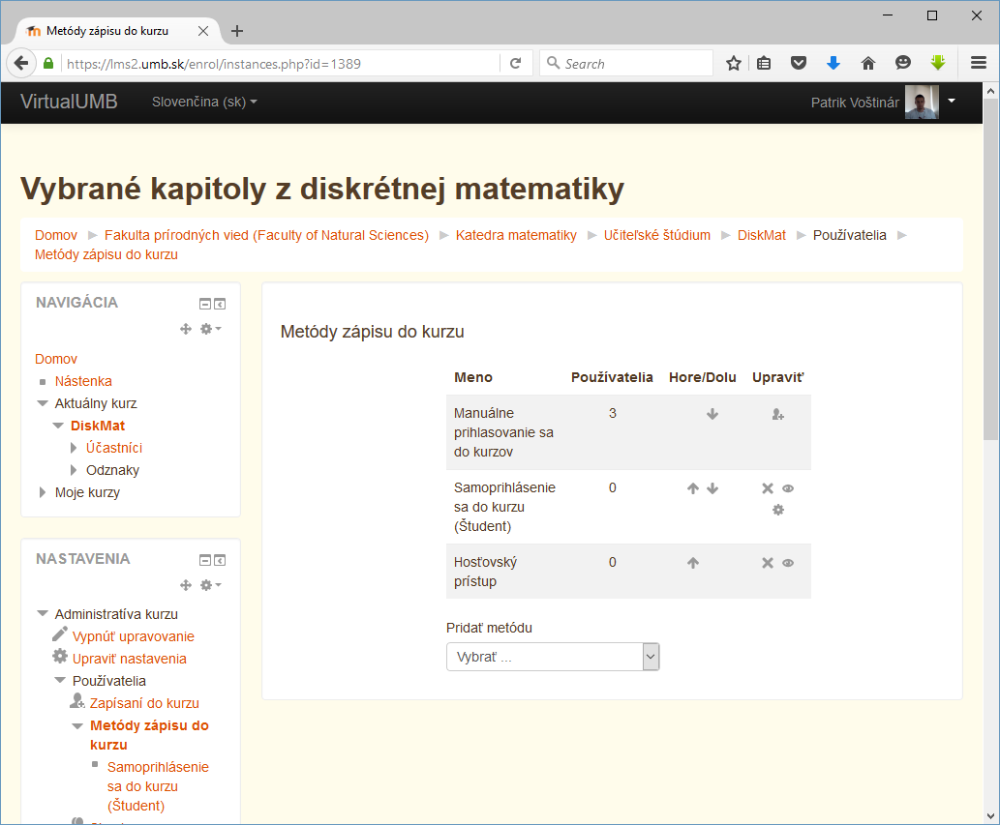 Metódy zápisu do kurzu
https://lms2.umb.sk/enrol/instances.php?id=1389
Search
VirtualUMB
Slovenčina (sk)
Patrik Voštinár
Vybrané kapitoly z diskrétnej matematiky
Domov
Fakulta prírodných vied (Faculty of Natural Sciences)
Katedra matematiky
Učiteľské štúdium
DiskMat
Používatelia
Metódy zápisu do kurzu
NAVIGÁCIA
Domov
Nástenka
Aktuálny kurz
DiskMat
Účastníci
Odznaky
Moje kurzy
NASTAVENIA
Administratíva kurzu
Vypnúť upravovanie
Upraviť nastavenia
Používatelia
Zapísaní do kurzu
Metódy zápisu do
kurzu
Samoprihlásenie
sa do kurzu
(Študent)
Metódy zápisu do kurzu
Meno Používatelia Hore/Dolu Upraviť
Manuálne 3
prihlasovanie sa
do kurzov
Samoprihlásenie 0
sa do kurzu
(Študent)
Hosťovský 0
prístup
Pridať metódu
Vybrať ...